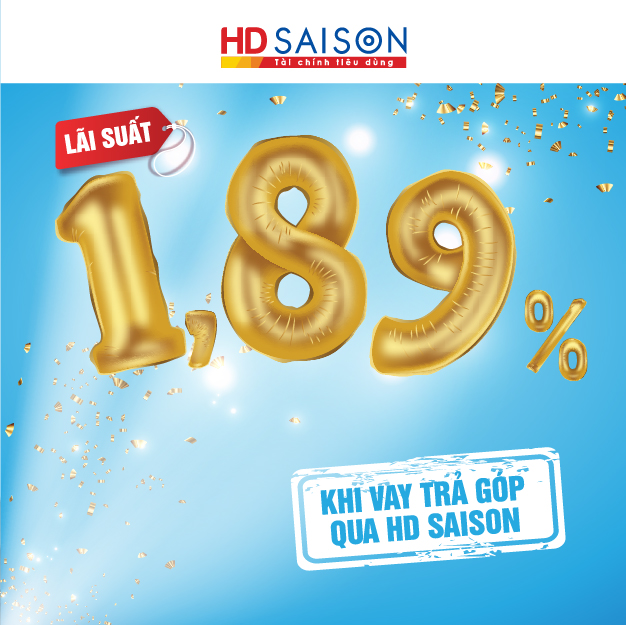 HD SAISON
Tài chính tiêu dùng
LÃI SUẤT
1,89%
KHI VAY TRẢ GÓP
QUA HD SAISON